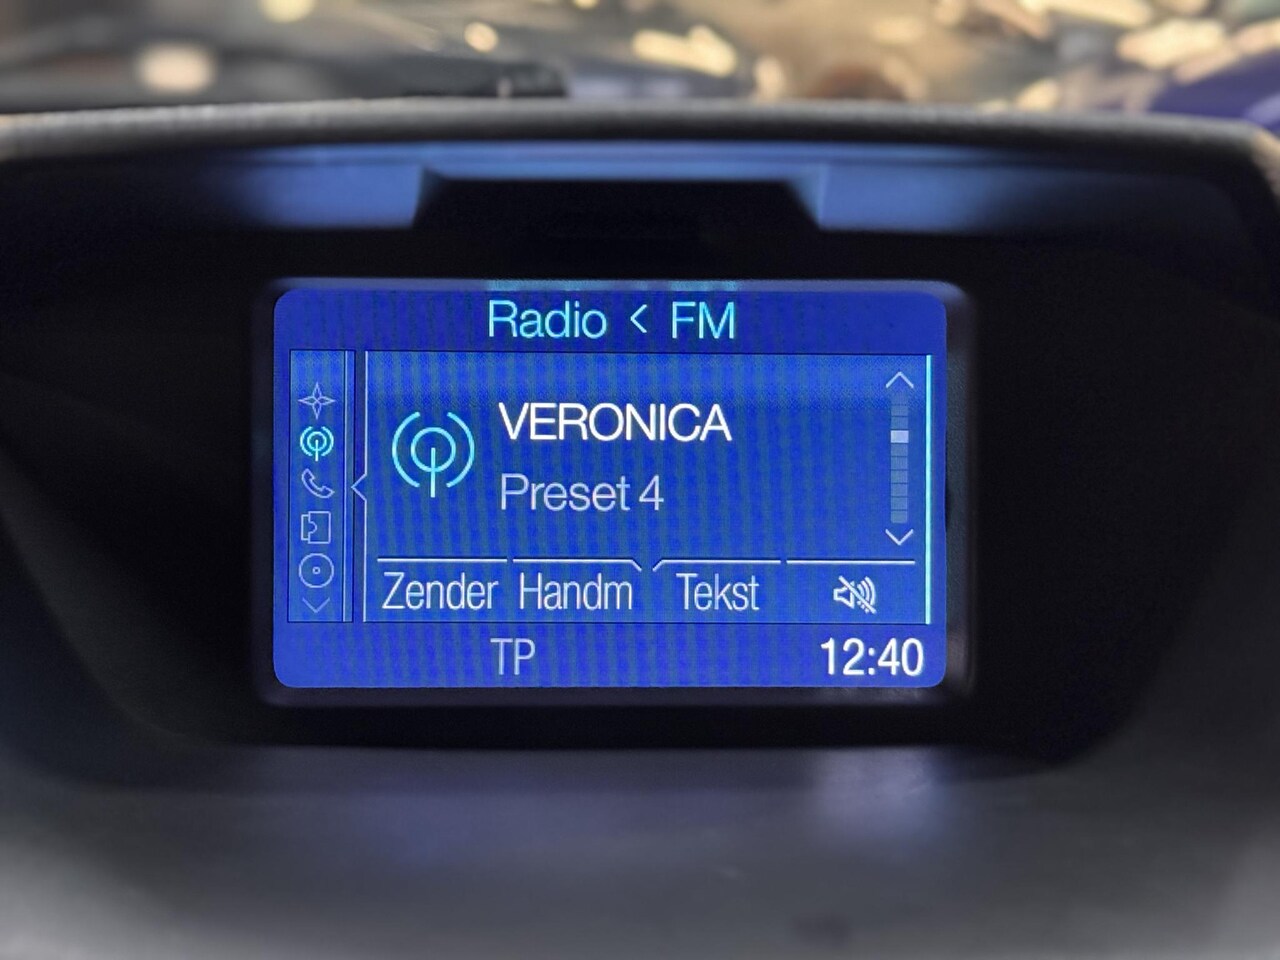 Radio < FM
VERONICA
Preset 4
Zender Handm Tekst
TP 12:40